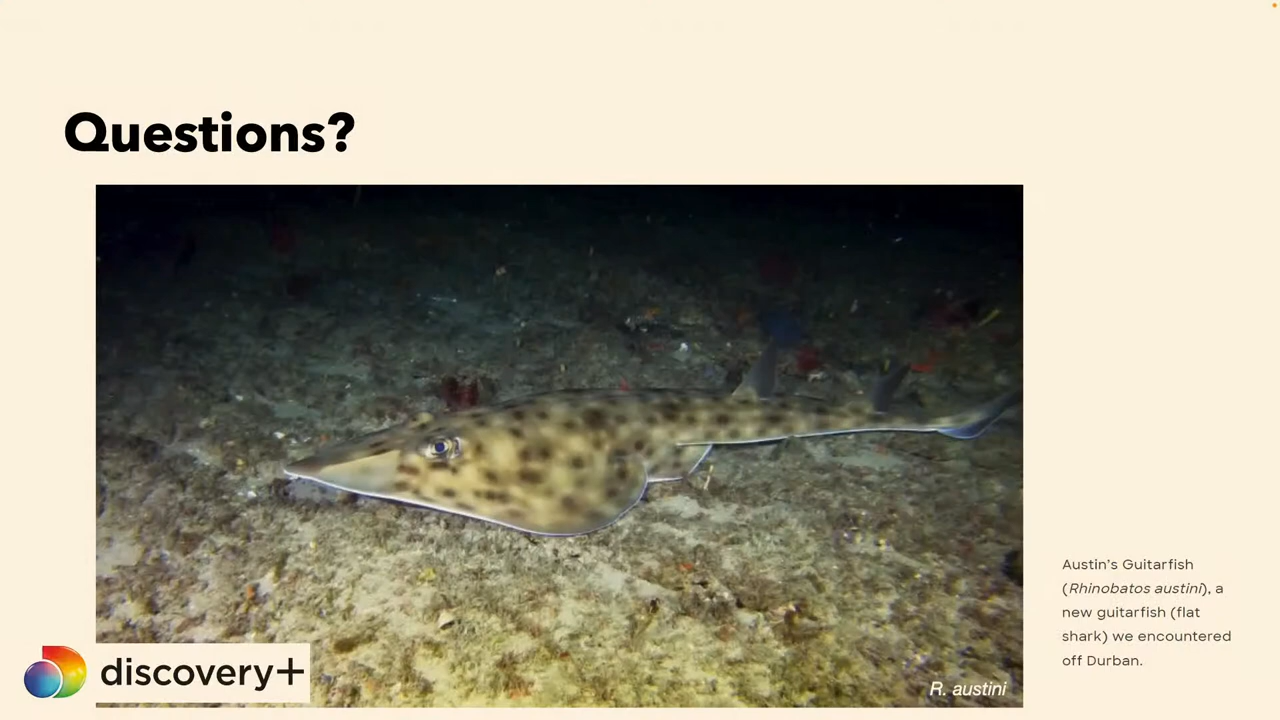 Questions?
Austin's Guitarfish
(Rhinobatos austini), a
new guitarfish (flat
shark) we encountered
off Durban.
discovery+
R. austini